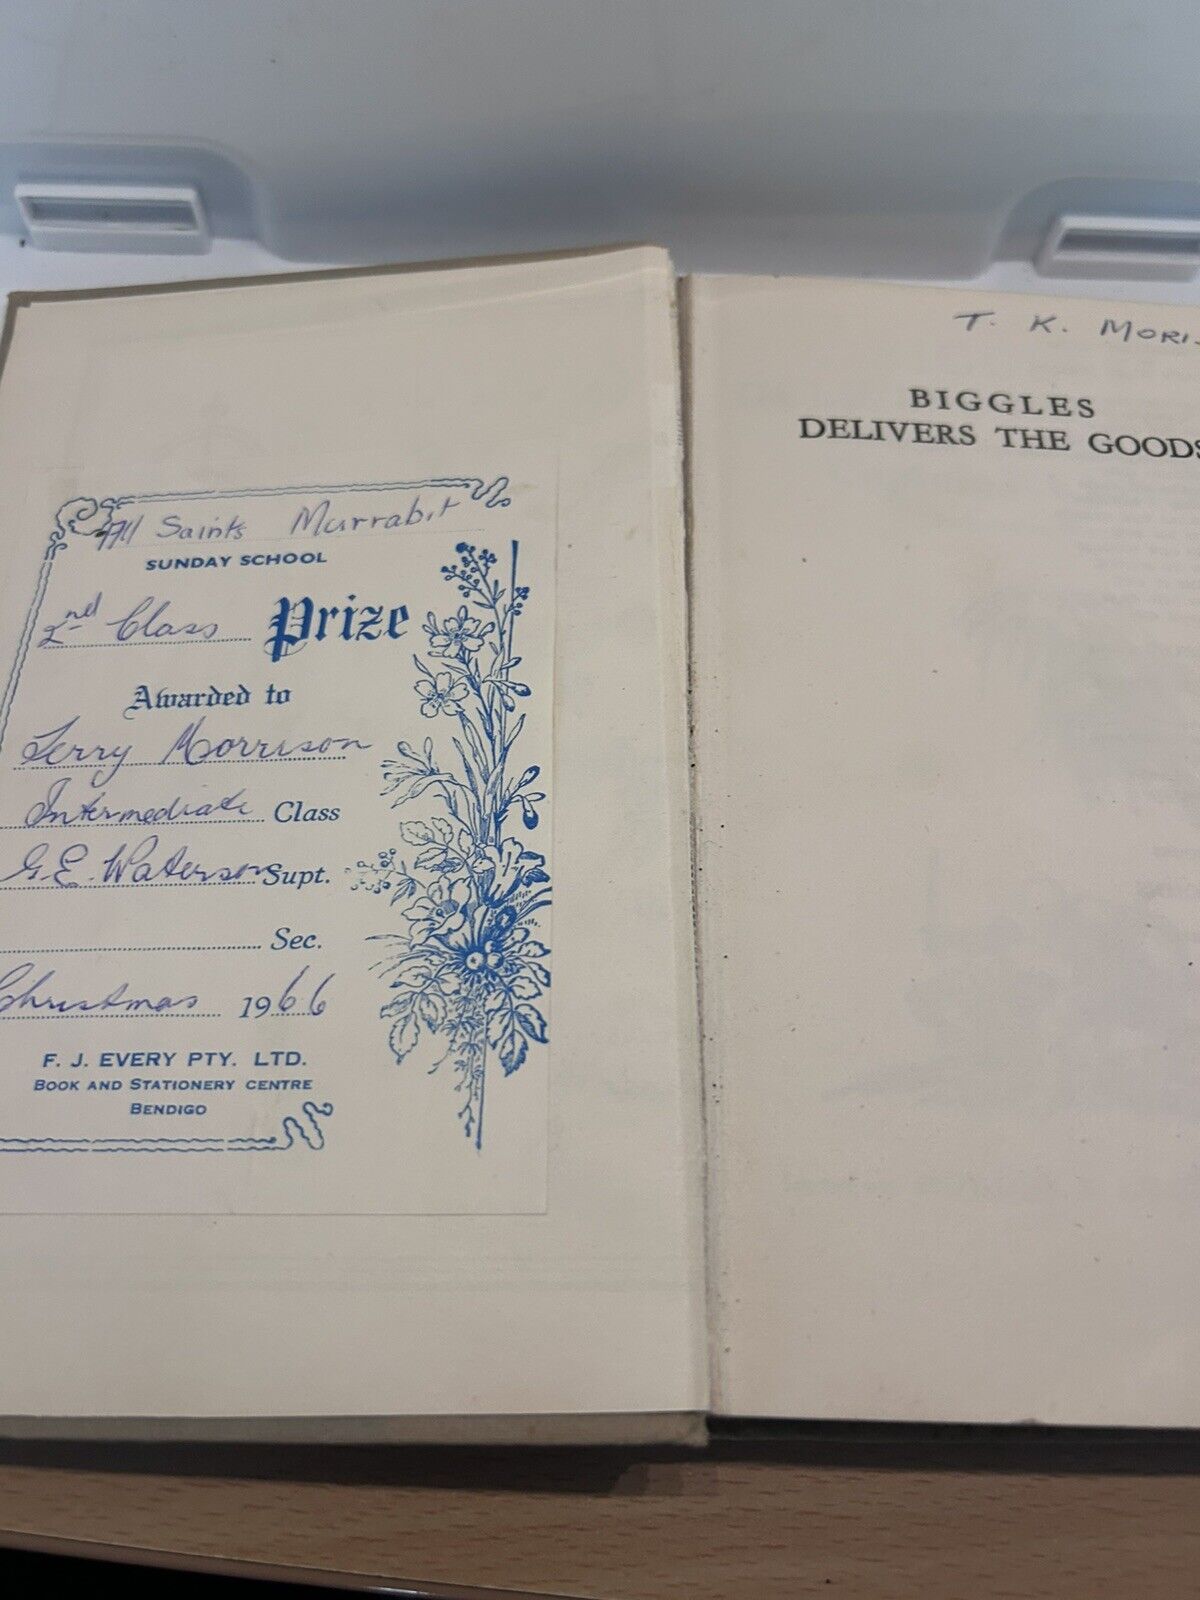 All Saints Murrabit
SUNDAY SCHOOL
2nd Class Prize
Awarded to
Terry Morrison
Intermediate Class
G.E. Waterson Supt.
Sec.
Christmas 1966
F. J. EVERY PTY. LTD.
BOOK AND STATIONERY CENTRE
BENDIGO
T. K. MORI
BIGGLES
DELIVERS THE GOODS